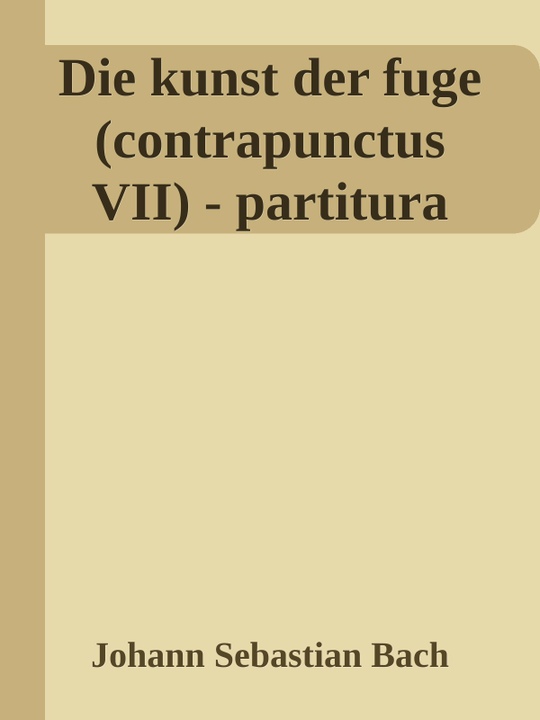 Die kunst der fuge
(contrapunctus
VII) - partitura
Johann Sebastian Bach